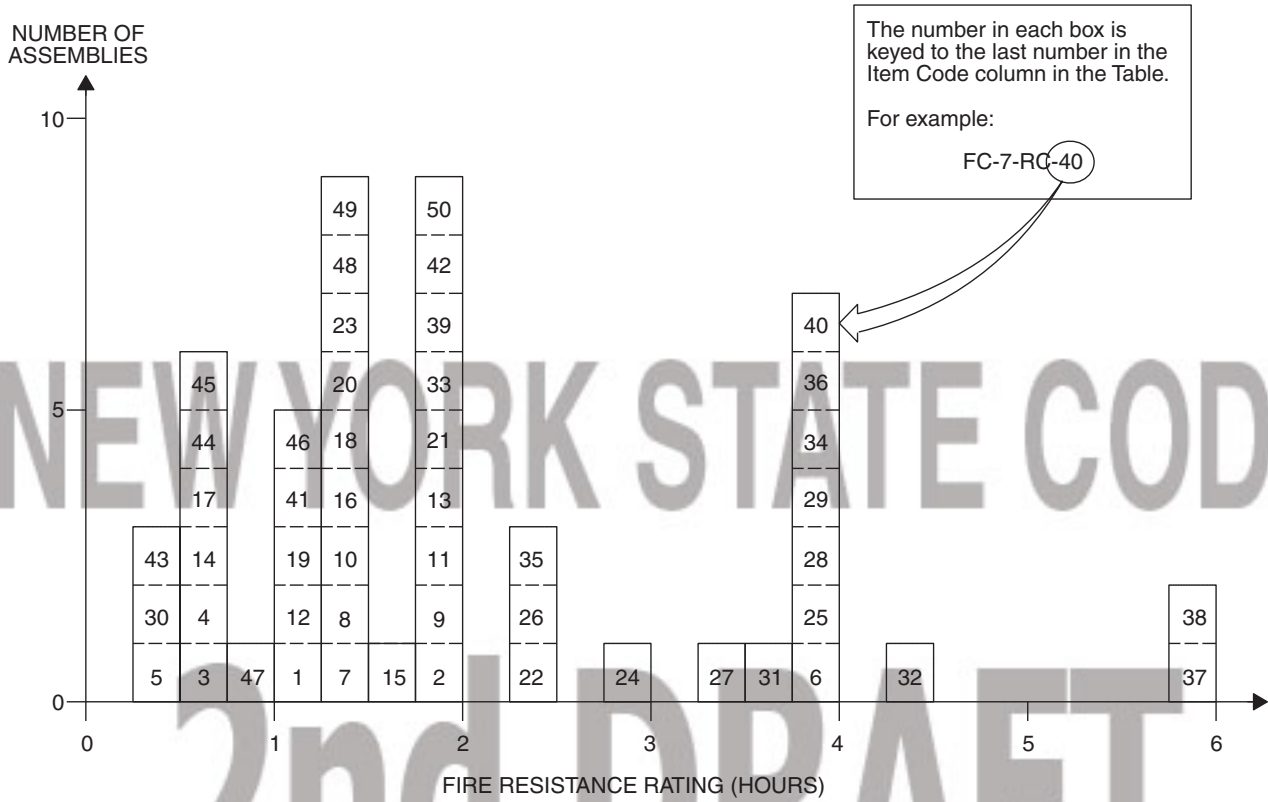 NUMBER OF
ASSEMBLIES
The number in each box is
keyed to the last number in the
Item Code column in the Table.
For example:
FC-7-RC-40
10
49 50
48 42
23 39 40
45 20 33 36
5
44 46 18 21 34
17 41 16 13 29
43 14 19 10 11 35 28
30 4 12 8 9 26 25 38
5 3 47 1 7 15 2 22 24 27 31 6 32 37
0
0 1 2 3 4 5 6
FIRE RESISTANCE RATING (HOURS)
NEW YORK STATE COD
2nd DRAFT